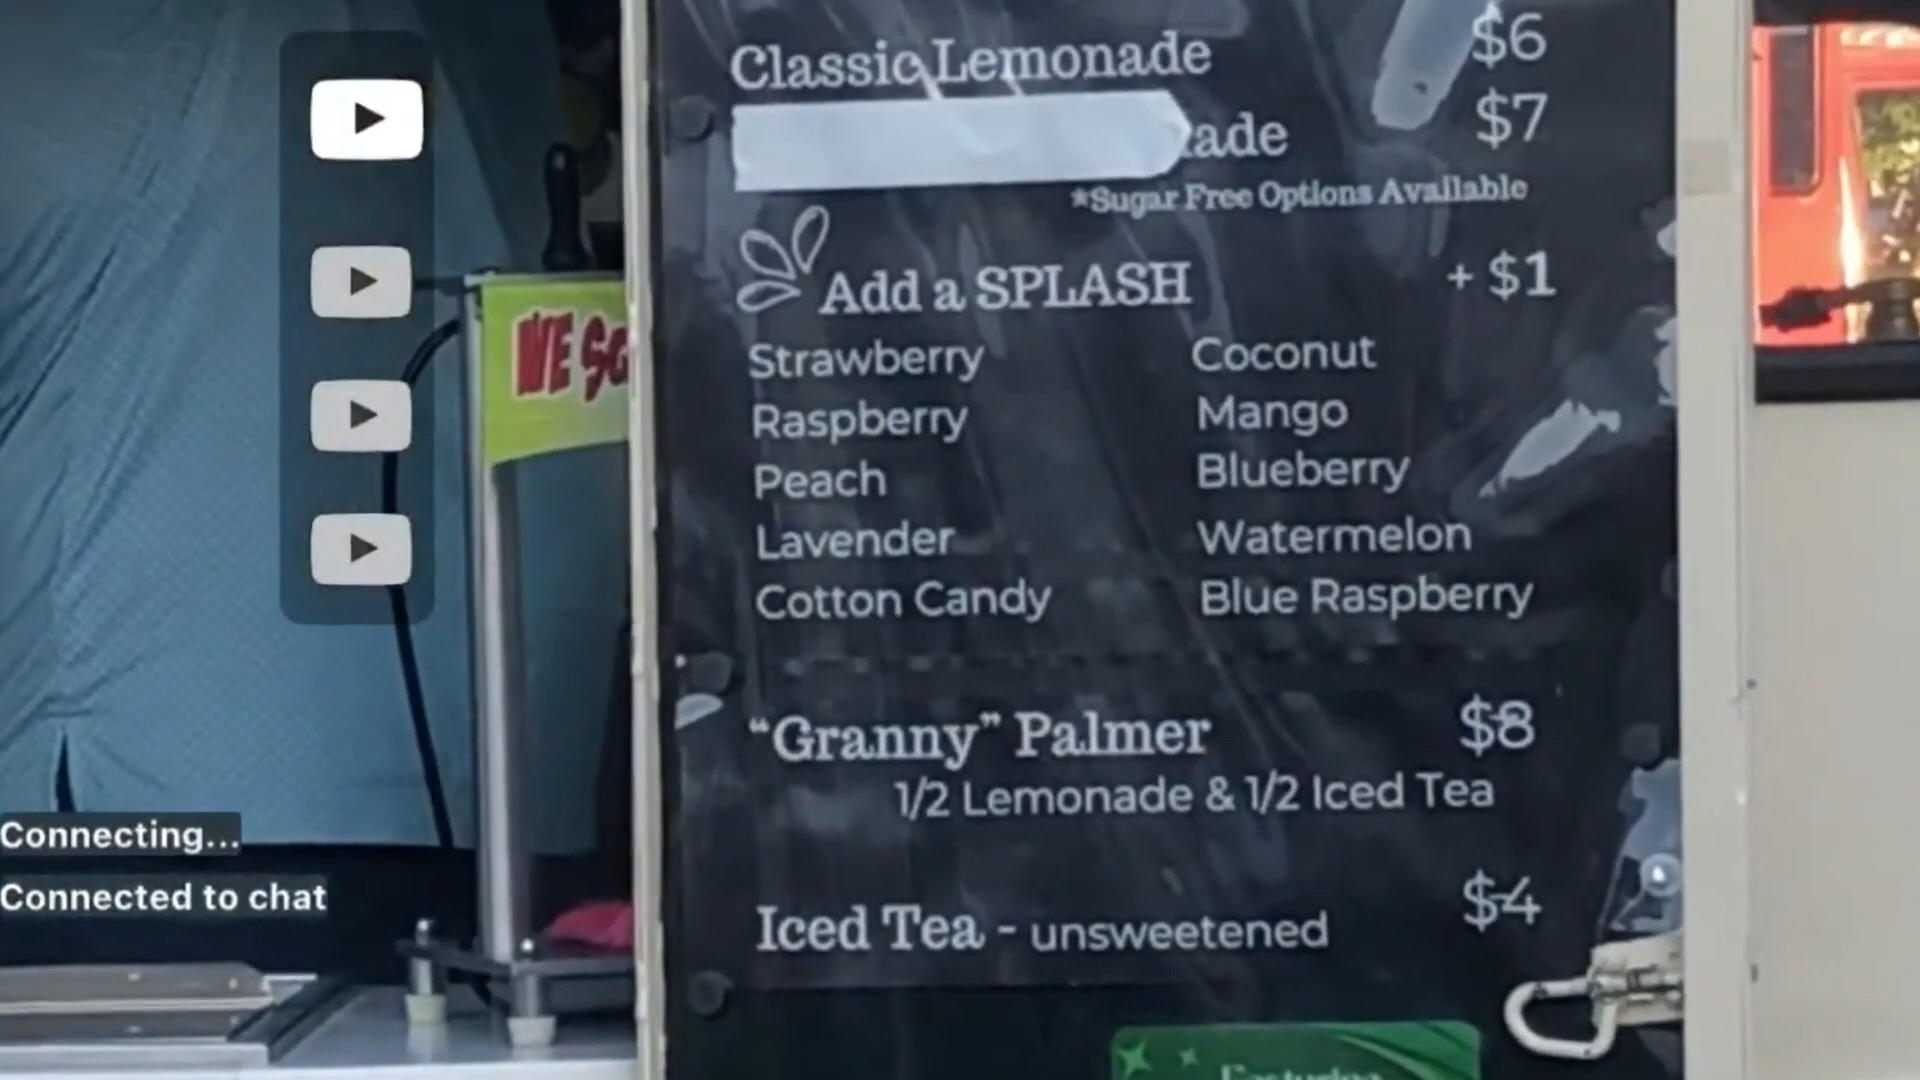 Classic Lemonade $6
ade $7
*Sugar Free Options Available
Add a SPLASH + $1
Strawberry Coconut
Raspberry Mango
Peach Blueberry
Lavender Watermelon
Cotton Candy Blue Raspberry
"Granny" Palmer $8
1/2 Lemonade & 1/2 Iced Tea
Iced Tea - unsweetened $4
WE
Connecting...
Connected to chat